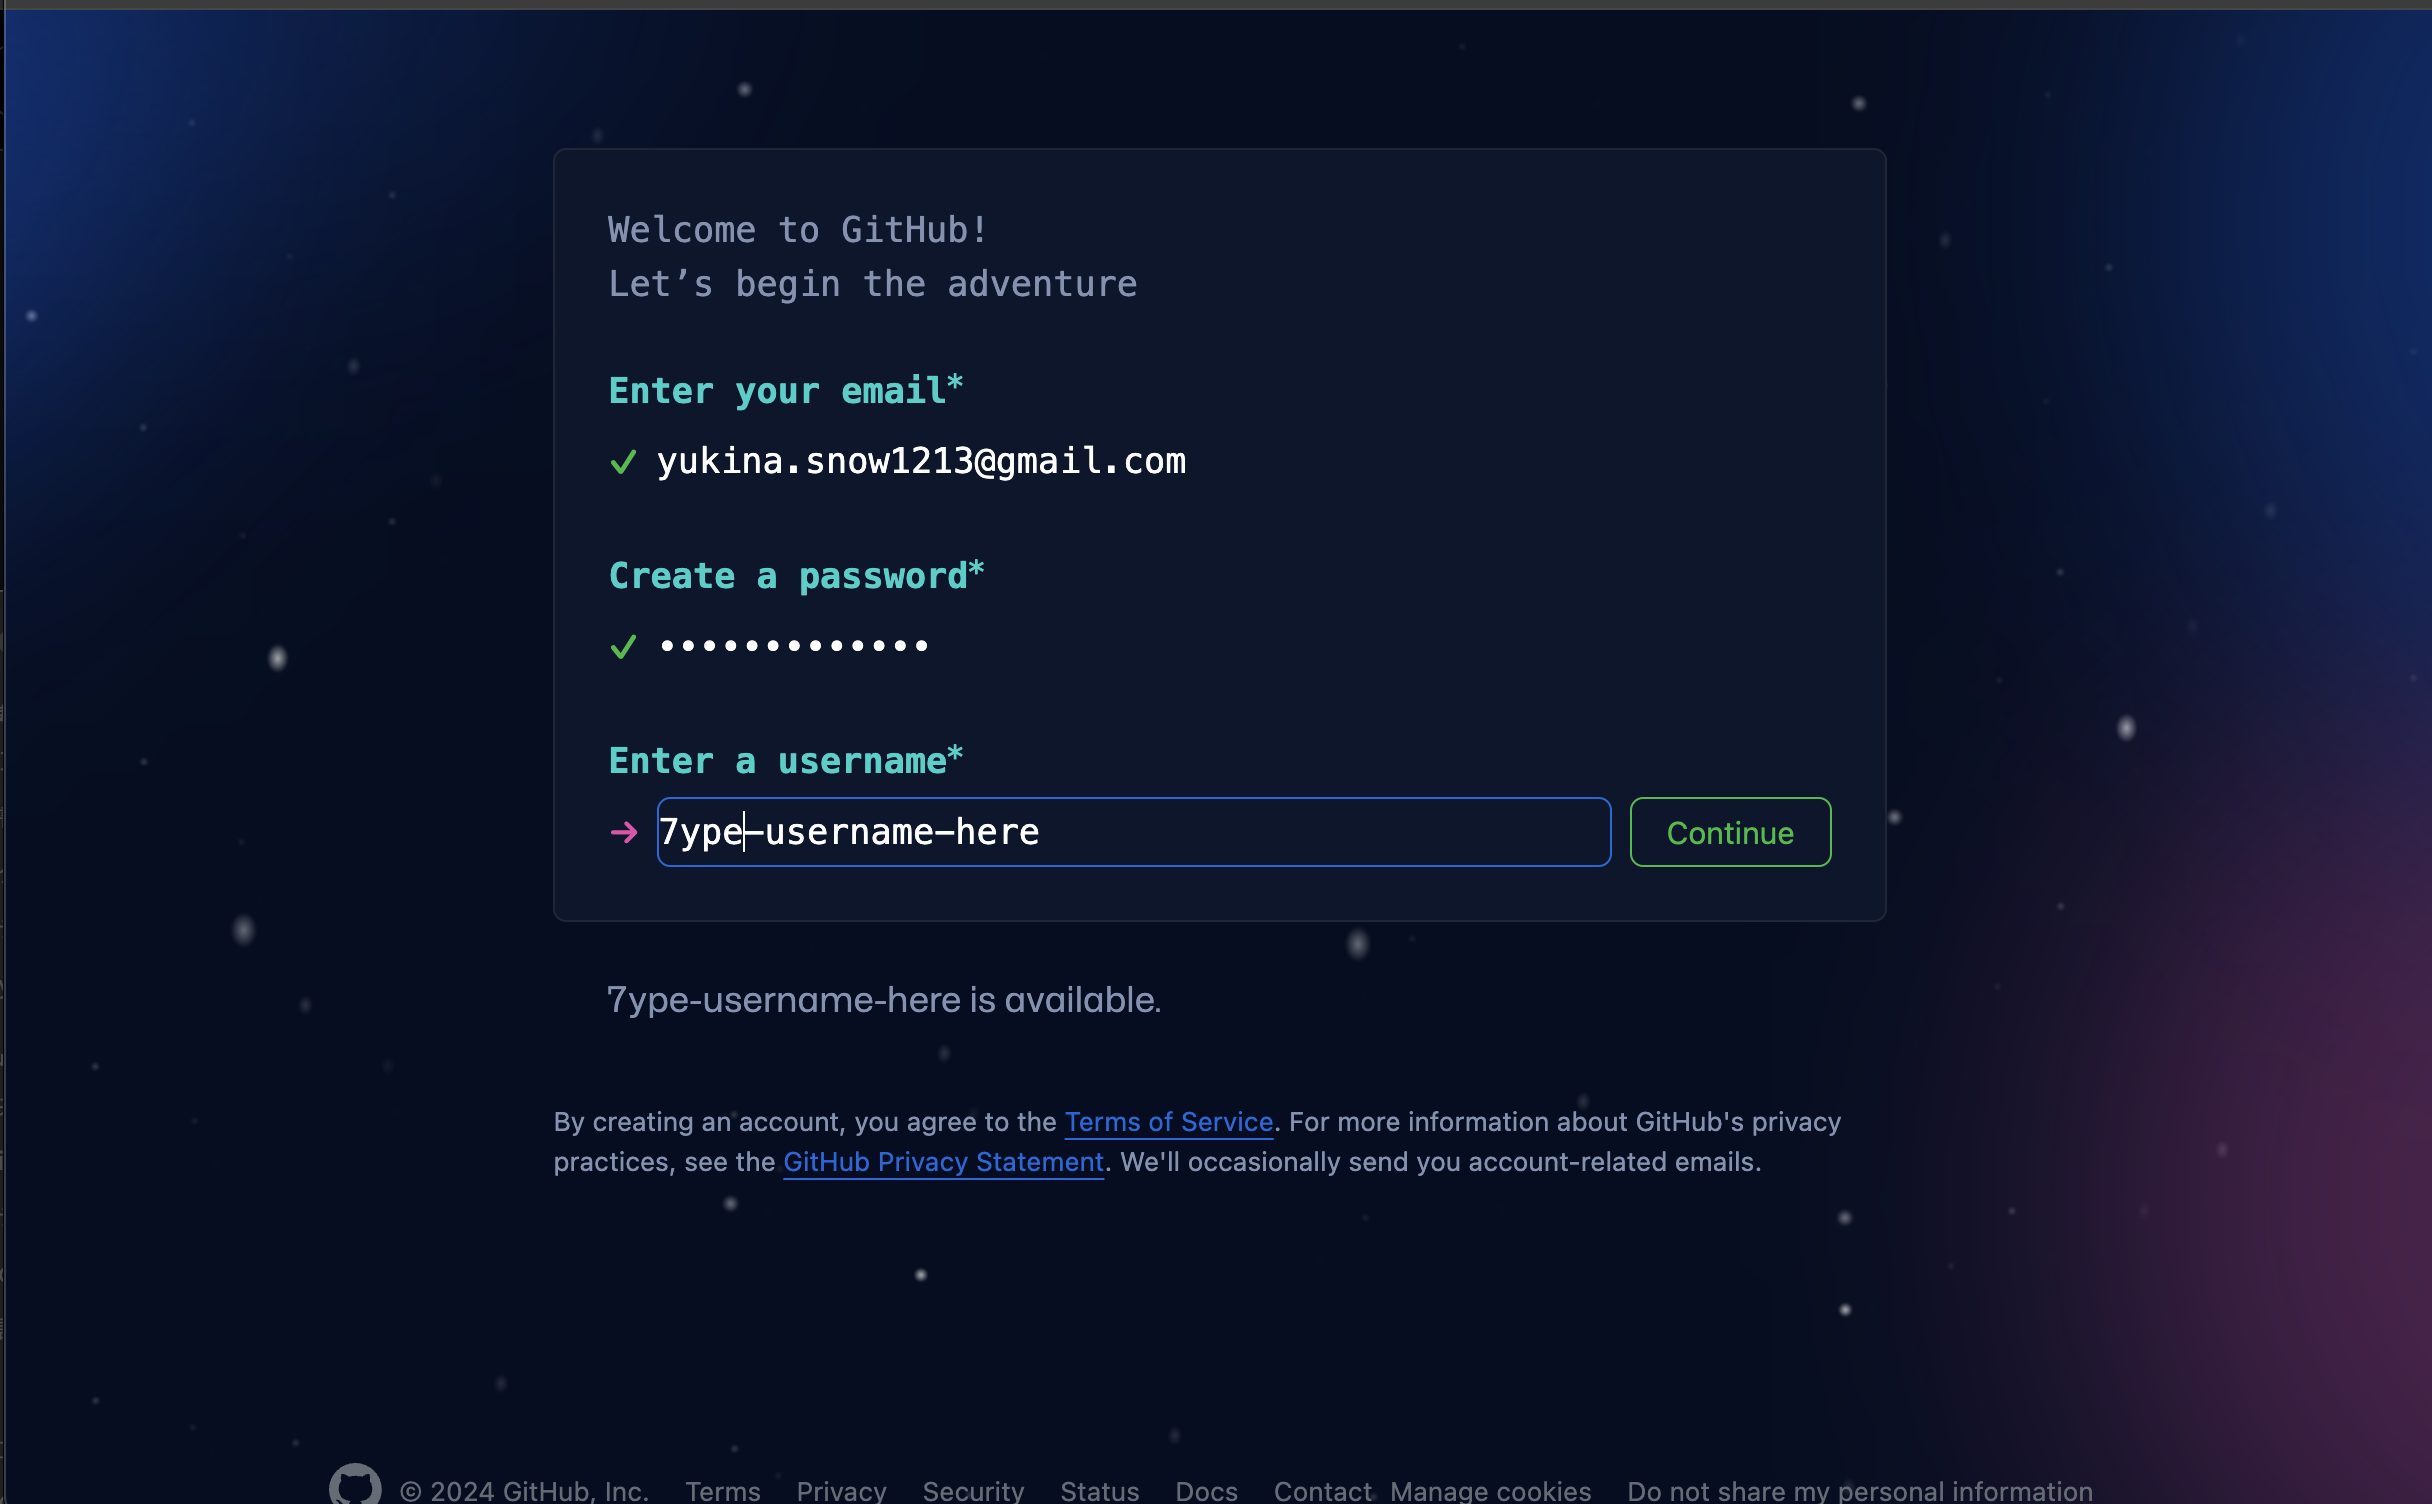 Welcome to GitHub!
Let’s begin the adventure
Enter your email*
yukina.snow1213@gmail.com
Create a password*
•••••••••••••
Enter a username*
→ 7ype-username-here
Continue
7ype-username-here is available.
By creating an account, you agree to the Terms of Service. For more information about GitHub's privacy
practices, see the GitHub Privacy Statement. We'll occasionally send you account-related emails.
© 2024 GitHub, Inc. Terms Privacy Security Status Docs Contact Manage cookies Do not share my personal information